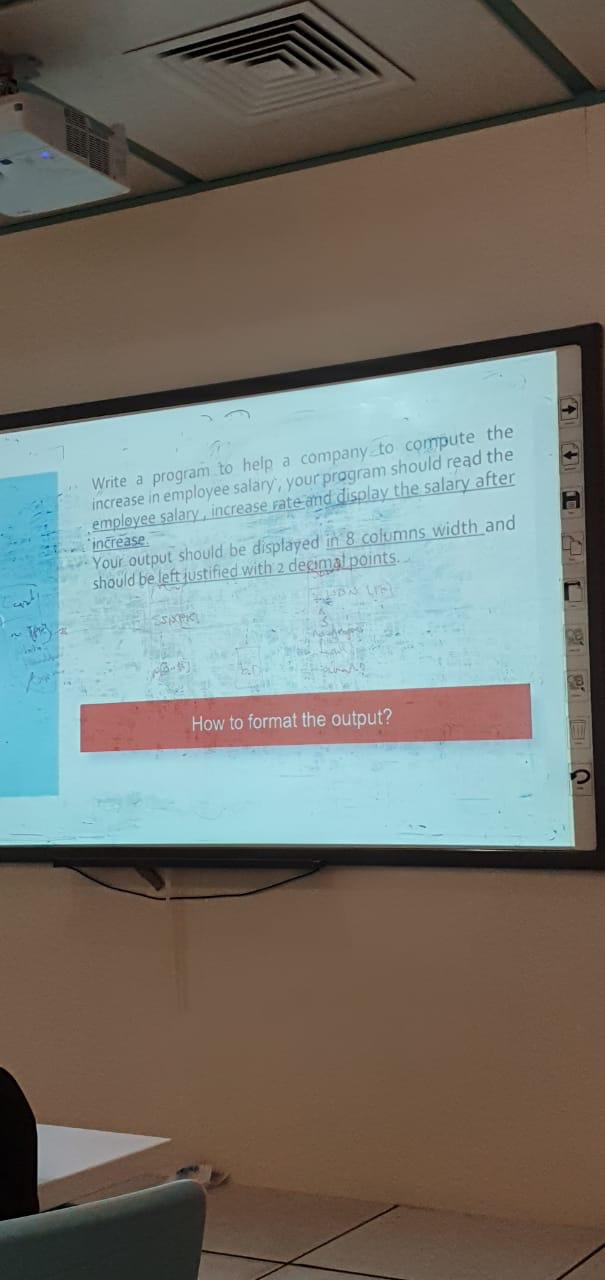 Write a program to help a company to compute the
increase in employee salary, your program should read the
employee salary, increase rate and display the salary after
increase.
Your output should be displayed in 8 columns width and
should be left justified with 2 decimal points.
How to format the output?